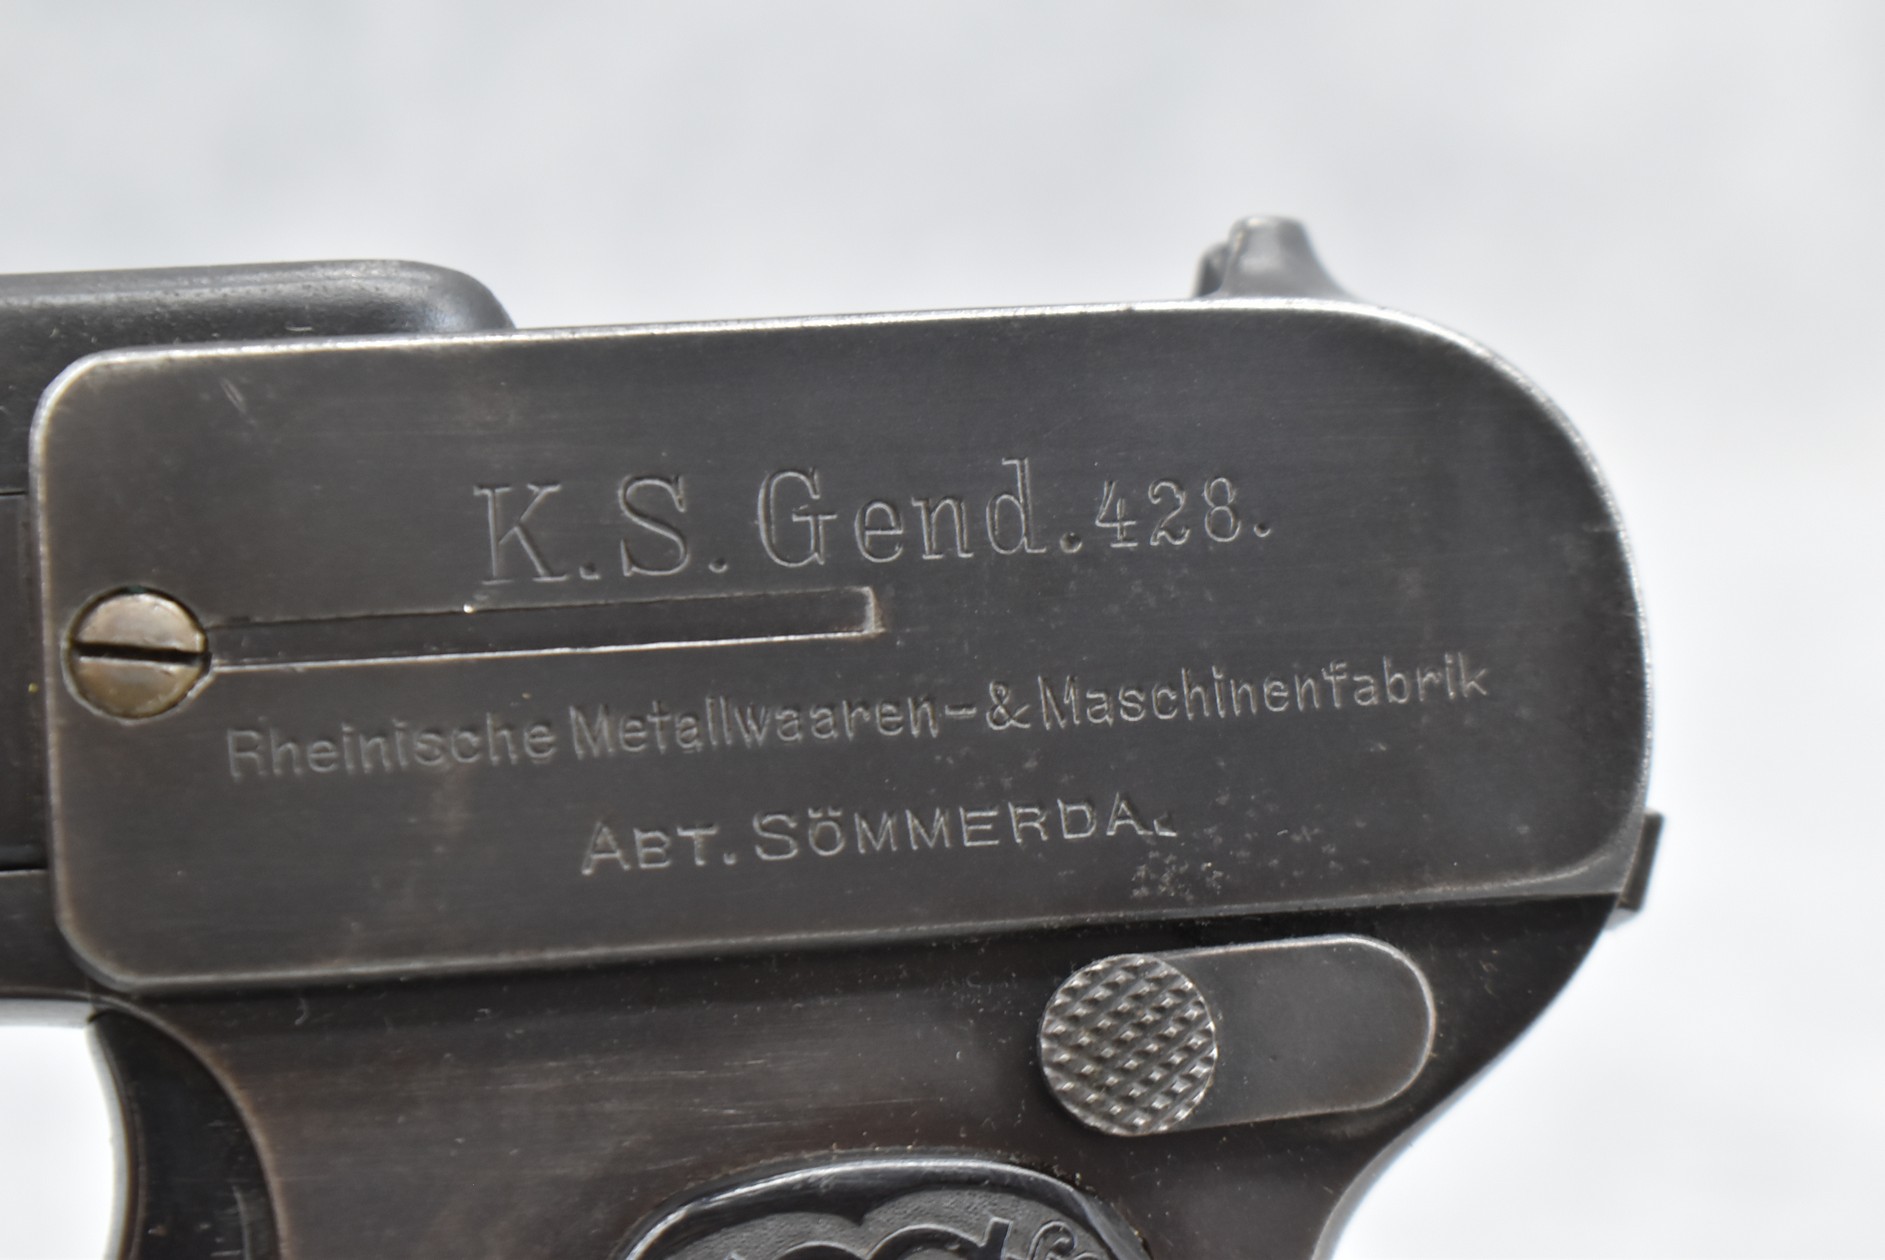 K.S.Gend.428.
Rheinische Metallwaaren-&Maschinenfabrik
ABT. SÖMMERDA.